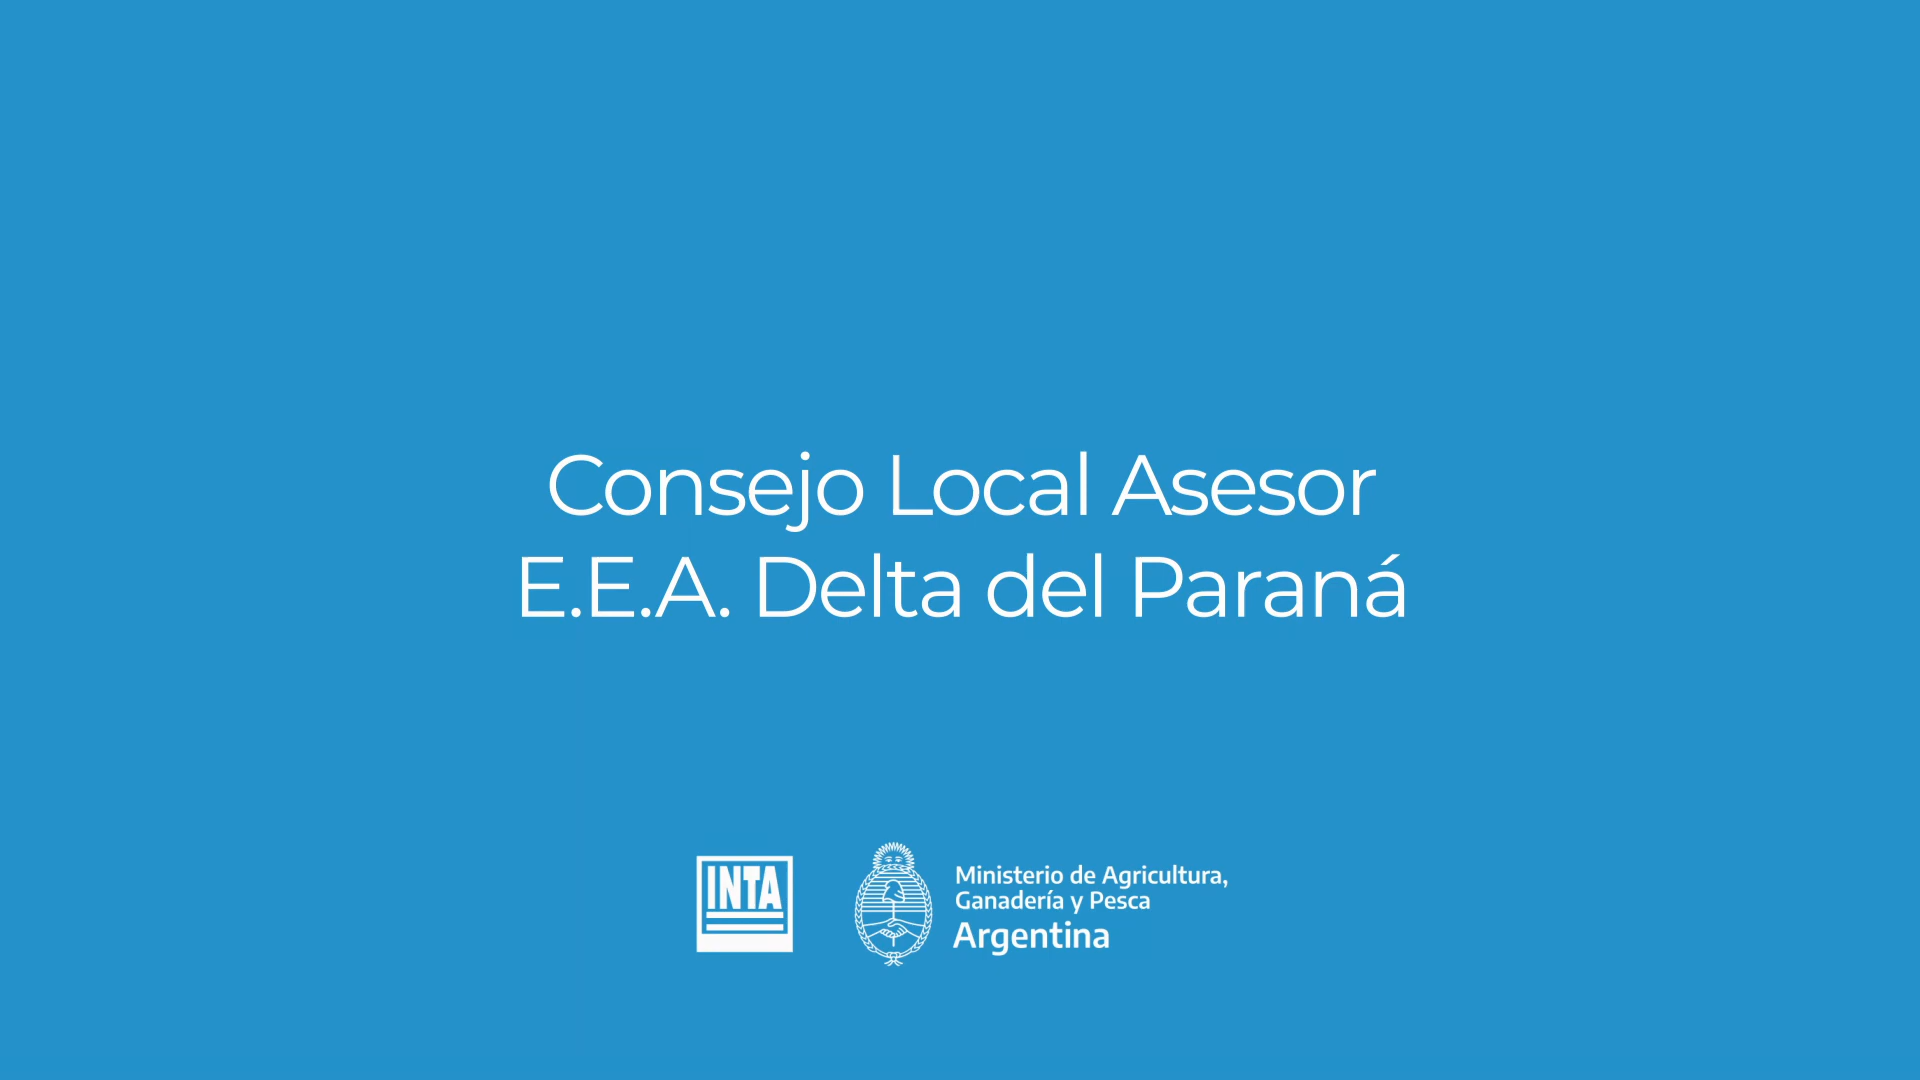 Consejo Local Asesor
E.E.A. Delta del Paraná
INTA
Ministerio de Agricultura,
Ganadería y Pesca
Argentina